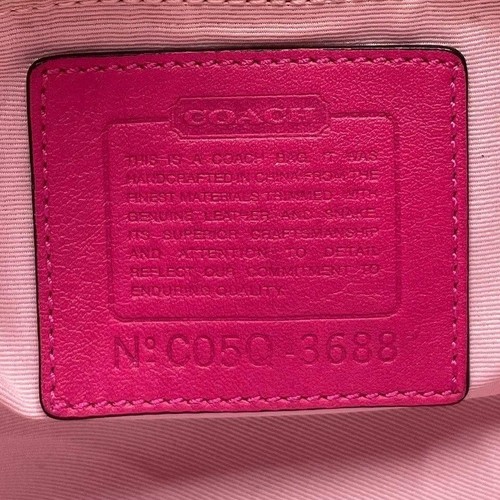 COACH
THIS IS A COACH BAG. IT WAS
HANDCRAFTED IN CHINA FROM THE
FINEST MATERIALS TRIMMED WITH
GENUINE LEATHER AND SNAKE
ITS SUPERIOR CRAFTSMANSHIP
AND ATTENTION TO DETAIL
REFLECT OUR COMMITMENT TO
ENDURING QUALITY.
Nº C05Q-3688